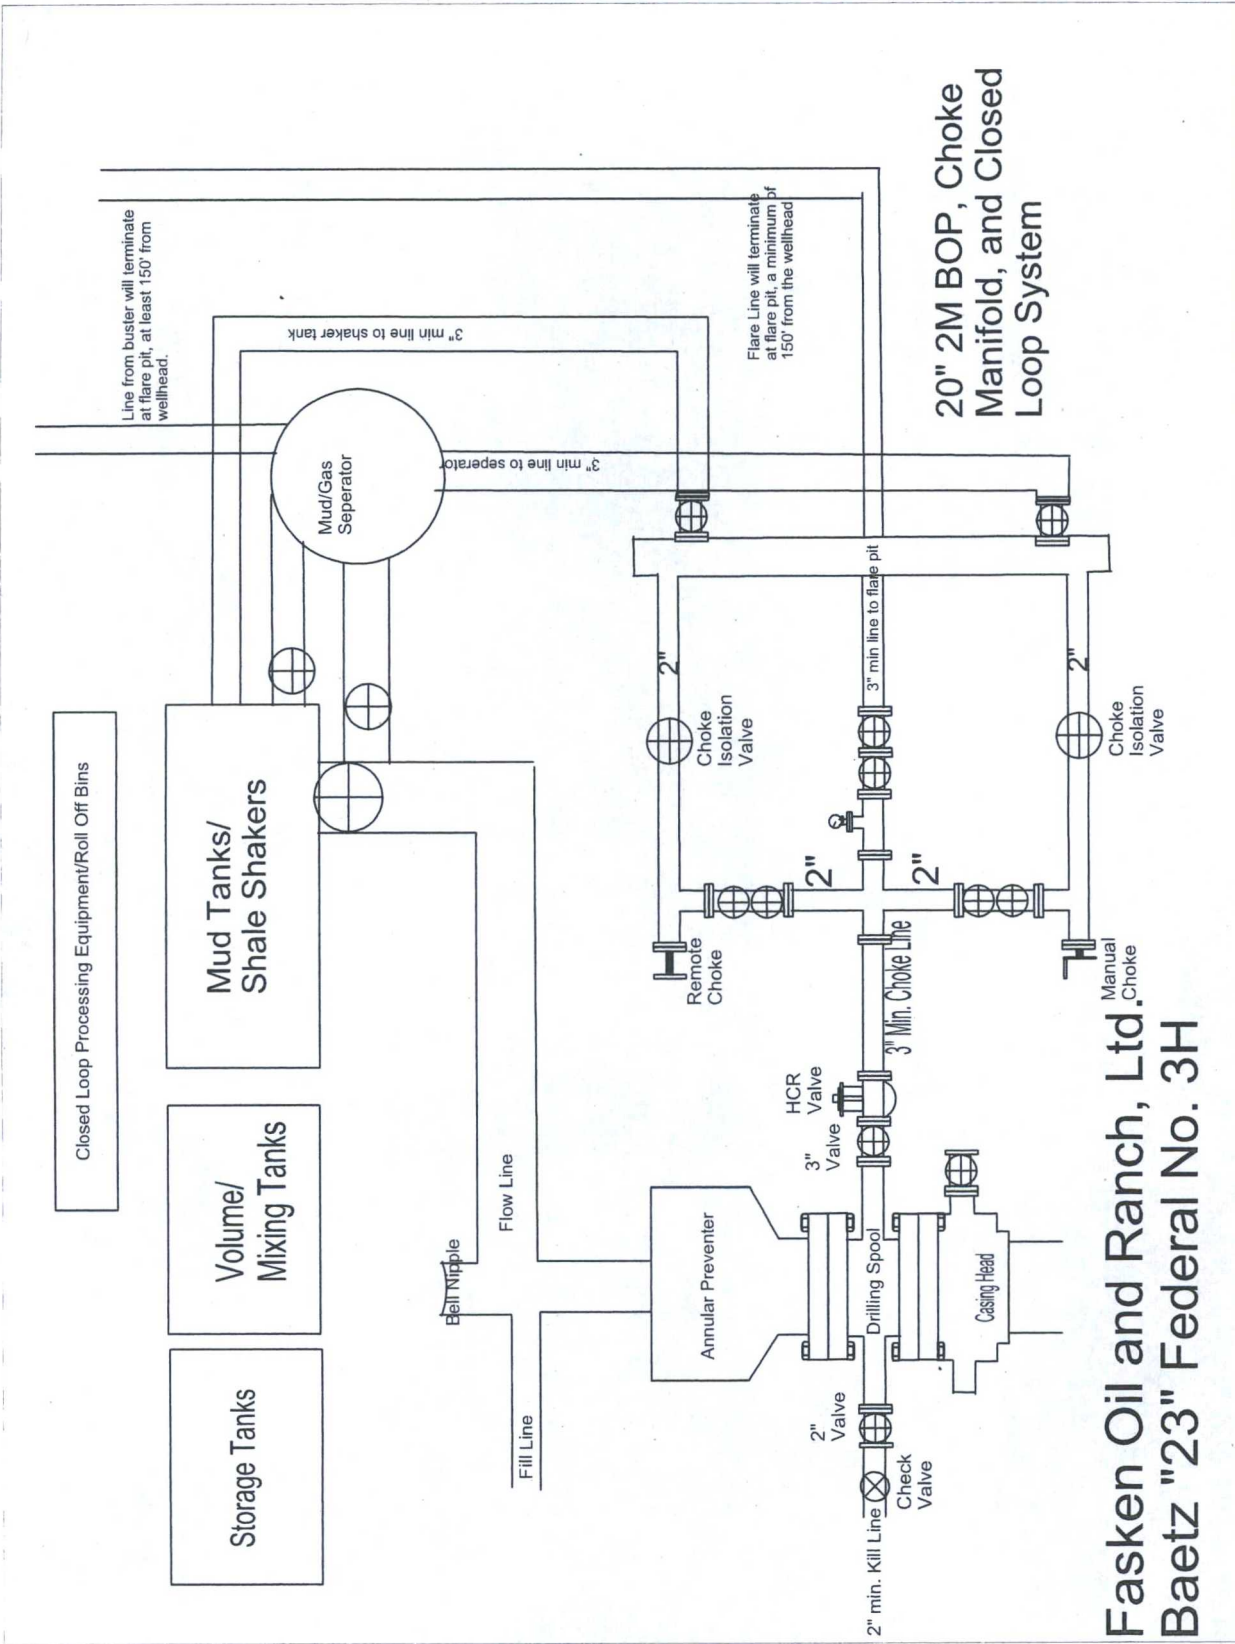 Closed Loop Processing Equipment/Roll Off Bins
Storage Tanks
Volume/
Mixing Tanks
Mud Tanks/
Shale Shakers
Line from buster will terminate
at flare pit, at least 150' from
wellhead.
3" min line to shaker tank
Mud/Gas
Seperator
3" min line to seperator
Bell Nipple
Flow Line
Fill Line
Annular Preventer
Flare Line will terminate
at flare pit, a minimum of
150' from the wellhead
2"
Choke
Isolation
Valve
Remote
Choke
2"
HCR
Valve
3"
Valve
2"
Valve
Drilling Spool
3" min line to flare pit
3" Min. Choke Line
2" min. Kill Line
Check
Valve
2"
Casing Head
2"
Choke
Isolation
Valve
Manual
Choke
20" 2M BOP, Choke
Manifold, and Closed
Loop System
Fasken Oil and Ranch, Ltd.
Baetz "23" Federal No. 3H